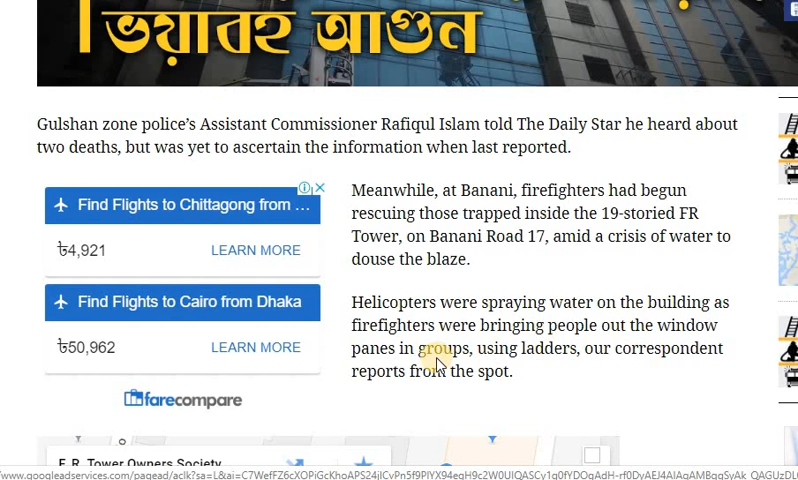 ভয়াবহ আগুন
Gulshan zone police’s Assistant Commissioner Rafiqul Islam told The Daily Star he heard about
two deaths, but was yet to ascertain the information when last reported.
Find Flights to Chittagong from ...
৳4,921 LEARN MORE
Find Flights to Cairo from Dhaka
৳50,962 LEARN MORE
farecompare
Meanwhile, at Banani, firefighters had begun
rescuing those trapped inside the 19-storied FR
Tower, on Banani Road 17, amid a crisis of water to
douse the blaze.
Helicopters were spraying water on the building as
firefighters were bringing people out the window
panes in groups, using ladders, our correspondent
reports from the spot.
F.R. Tower Owners Society